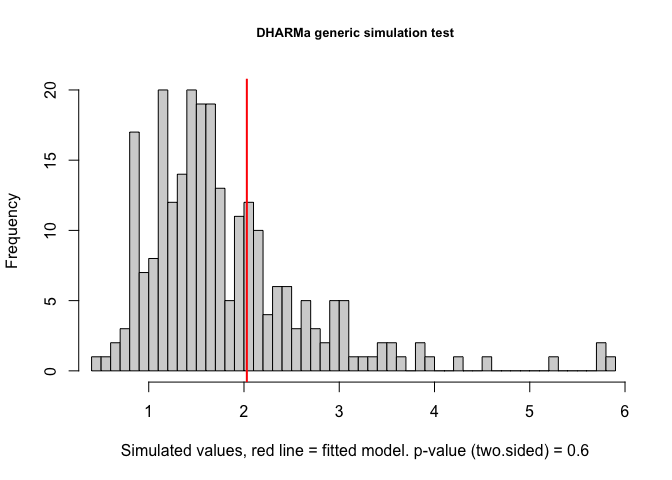 DHARMa generic simulation test
20
15
10
5
0
Frequency
1 2 3 4 5 6
Simulated values, red line = fitted model. p-value (two.sided) = 0.6